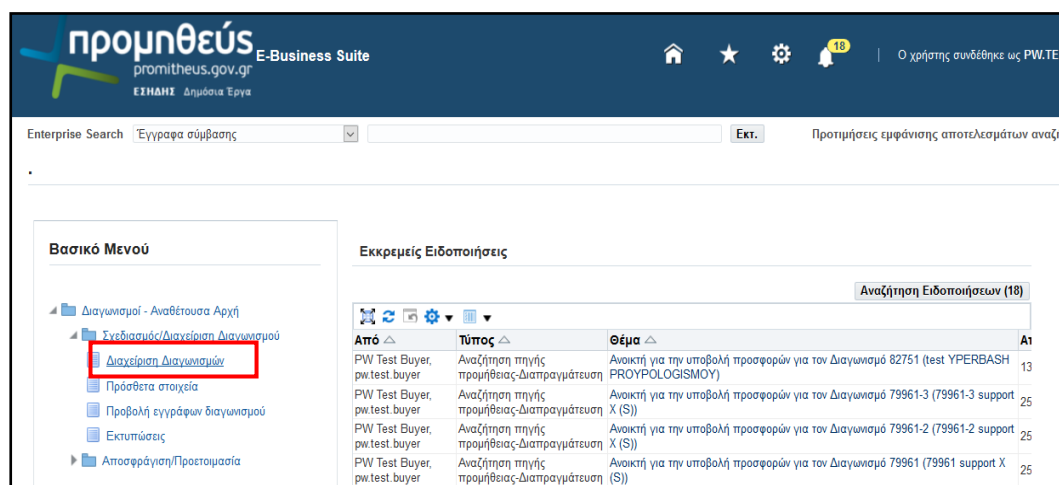 προμηθεύς
promitheus.gov.gr
ΕΣΗΔΗΣ Δημόσια Έργα
E-Business Suite
18
Ο χρήστης συνδέθηκε ως PW.TE
Enterprise Search Έγγραφα σύμβασης Εκτ. Προτιμήσεις εμφάνισης αποτελεσμάτων αναζη
.
Βασικό Μενού
Διαγωνισμοί - Αναθέτουσα Αρχή
Σχεδιασμός/Διαχείριση Διαγωνισμού
Διαχείριση Διαγωνισμών
Πρόσθετα στοιχεία
Προβολή εγγράφων διαγωνισμού
Εκτυπώσεις
Αποσφράγιση/Προετοιμασία
Εκκρεμείς Ειδοποιήσεις
Αναζήτηση Ειδοποιήσεων (18)
Από Τύπος Θέμα Απ
PW Test Buyer, Αναζήτηση πηγής Ανοικτή για την υποβολή προσφορών για τον Διαγωνισμό 82751 (test YPERBASH 13
pw.test.buyer προμήθειας-Διαπραγμάτευση PROYPOLOGISMOY)
PW Test Buyer, Αναζήτηση πηγής Ανοικτή για την υποβολή προσφορών για τον Διαγωνισμό 79961-3 (79961-3 support 25
pw.test.buyer προμήθειας-Διαπραγμάτευση X (S))
PW Test Buyer, Αναζήτηση πηγής Ανοικτή για την υποβολή προσφορών για τον Διαγωνισμό 79961-2 (79961-2 support 25
pw.test.buyer προμήθειας-Διαπραγμάτευση X (S))
PW Test Buyer, Αναζήτηση πηγής Ανοικτή για την υποβολή προσφορών για τον Διαγωνισμό 79961 (79961 support X 25
pw.test.buyer προμήθειας-Διαπραγμάτευση (S))